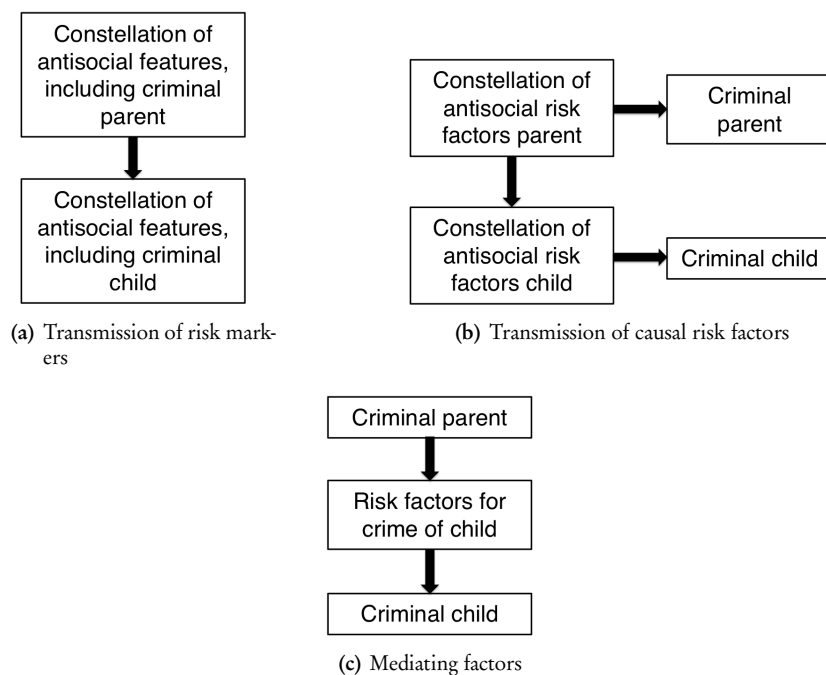 Constellation of
antisocial features,
including criminal
parent
Constellation of
antisocial features,
including criminal
child
(a) Transmission of risk mark-
ers
Constellation of
antisocial risk
factors parent
Criminal
parent
Constellation of
antisocial risk
factors child
Criminal child
(b) Transmission of causal risk factors
Criminal parent
Risk factors for
crime of child
Criminal child
(c) Mediating factors